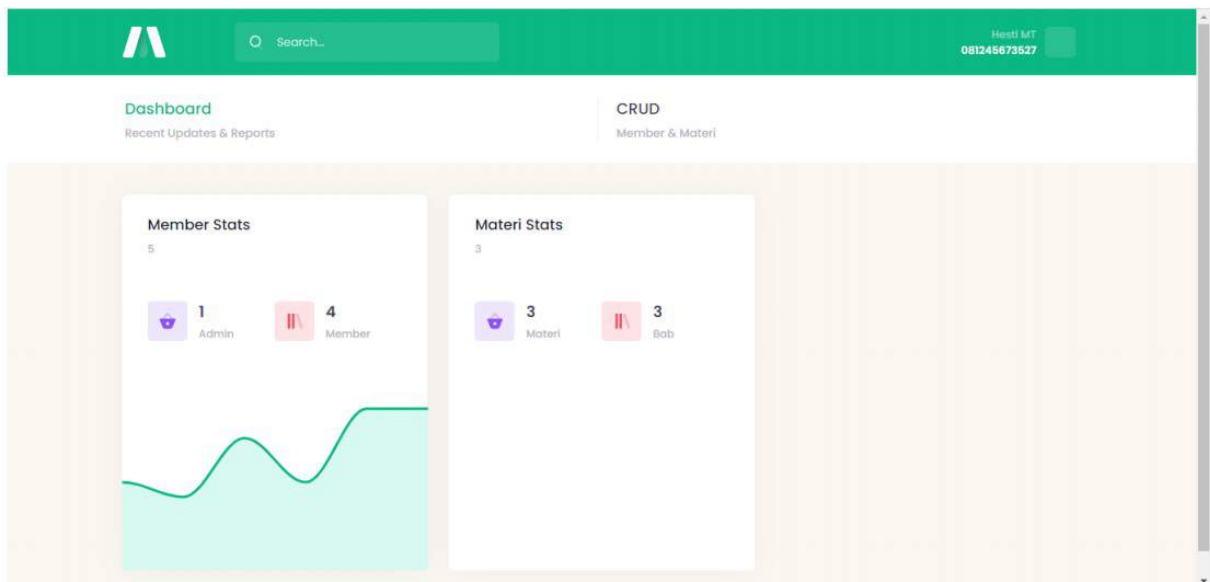 Search...
Hesti MT
081245673527
Dashboard
Recent Updates & Reports
CRUD
Member & Materi
Member Stats
5
1
Admin
4
Member
Materi Stats
3
3
Materi
3
Bab